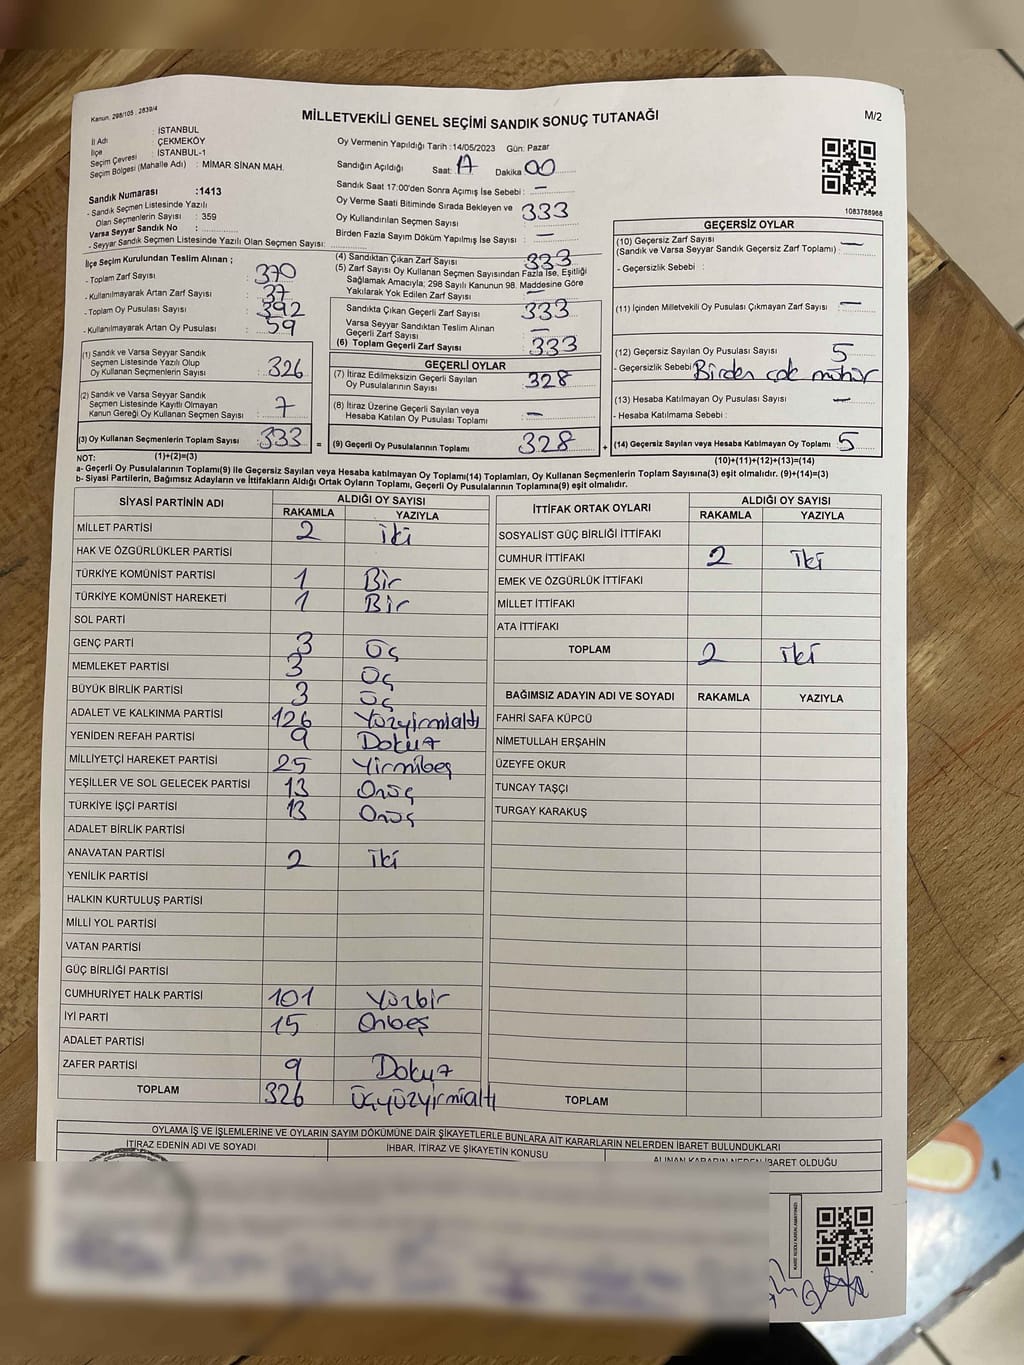 Kanun, 298/105 . 2839/4
MİLLETVEKİLİ GENEL SEÇİMİ SANDIK SONUÇ TUTANAĞI
M/2
İl Adı : İSTANBUL
İlçe : ÇEKMEKÖY
Seçim Çevresi : İSTANBUL-1
Seçim Bölgesi (Mahalle Adı) : MİMAR SİNAN MAH.
Sandık Numarası :1413
- Sandık Seçmen Listesinde Yazılı
Olan Seçmenlerin Sayısı : 359
Varsa Seyyar Sandık No :
- Seyyar Sandık Seçmen Listesinde Yazılı Olan Seçmen Sayısı:
Oy Vermenin Yapıldığı Tarih : 14/05/2023 Gün: Pazar
Sandığın Açıldığı Saat: 17 Dakika 00
Sandık Saat 17:00'den Sonra Açımış İse Sebebi : —
Oy Verme Saati Bitiminde Sırada Bekleyen ve
Oy Kullandırılan Seçmen Sayısı 333
Birden Fazla Sayım Döküm Yapılmış İse Sayısı : —
1083788968
İlçe Seçim Kurulundan Teslim Alınan ;
- Toplam Zarf Sayısı 370
- Kullanılmayarak Artan Zarf Sayısı 37
- Toplam Oy Pusulası Sayısı 392
- Kullanılmayarak Artan Oy Pusulası 59
(1) Sandık ve Varsa Seyyar Sandık
Seçmen Listesinde Yazılı Olup
Oy Kullanan Seçmenlerin Sayısı 326
(2) Sandık ve Varsa Seyyar Sandık
Seçmen Listesinde Kayıtlı Olmayan
Kanun Gereği Oy Kullanan Seçmen Sayısı 7
(3) Oy Kullanan Seçmenlerin Toplam Sayısı 333 =
(4) Sandıktan Çıkan Zarf Sayısı 333
(5) Zarf Sayısı Oy Kullanan Seçmen Sayısından Fazla İse, Eşitliği
Sağlamak Amacıyla; 298 Sayılı Kanunun 98. Maddesine Göre
Yakılarak Yok Edilen Zarf Sayısı —
Sandıkta Çıkan Geçerli Zarf Sayısı 333
Varsa Seyyar Sandıktan Teslim Alınan
Geçerli Zarf Sayısı —
(6) Toplam Geçerli Zarf Sayısı 333
GEÇERLİ OYLAR
(7) İtiraz Edilmeksizin Geçerli Sayılan
Oy Pusulalarının Sayısı 328
(8) İtiraz Üzerine Geçerli Sayılan veya
Hesaba Katılan Oy Pusulaları Toplamı —
(9) Geçerli Oy Pusulalarının Toplamı 328 +
GEÇERSİZ OYLAR
(10) Geçersiz Zarf Sayısı —
(Sandık ve Varsa Seyyar Sandık Geçersiz Zarf Toplamı)
- Geçersizlik Sebebi :
(11) İçinden Milletvekili Oy Pusulası Çıkmayan Zarf Sayısı —
(12) Geçersiz Sayılan Oy Pusulası Sayısı 5
- Geçersizlik Sebebi Birden çok mühür
(13) Hesaba Katılmayan Oy Pusulası Sayısı —
- Hesaba Katılmama Sebebi :
(14) Geçersiz Sayılan veya Hesaba Katılmayan Oy Toplamı 5
NOT: (1)+(2)=(3)
(10)+(11)+(12)+(13)=(14)
a- Geçerli Oy Pusulalarının Toplamı(9) ile Geçersiz Sayılan veya Hesaba katılmayan Oy Toplamı(14) Toplamları, Oy Kullanan Seçmenlerin Toplam Sayısına(3) eşit olmalıdır. (9)+(14)=(3)
b- Siyasi Partilerin, Bağımsız Adayların ve İttifakların Aldığı Ortak Oyların Toplamı, Geçerli Oy Pusulalarının Toplamına(9) eşit olmalıdır.
SİYASİ PARTİNİN ADI ALDIĞI OY SAYISI
RAKAMLA YAZIYLA
MİLLET PARTİSİ 2 iki
HAK VE ÖZGÜRLÜKLER PARTİSİ
TÜRKİYE KOMÜNİST PARTİSİ 1 Bir
TÜRKİYE KOMÜNİST HAREKETİ 1 Bir
SOL PARTİ
GENÇ PARTİ 3 Üç
MEMLEKET PARTİSİ 3 Üç
BÜYÜK BİRLİK PARTİSİ 3 Üç
ADALET VE KALKINMA PARTİSİ 126 Yüzyirmialtı
YENİDEN REFAH PARTİSİ 9 Dokuz
MİLLİYETÇİ HAREKET PARTİSİ 25 Yirmibeş
YEŞİLLER VE SOL GELECEK PARTİSİ 13 Onüç
TÜRKİYE İŞÇİ PARTİSİ 13 Onüç
ADALET BİRLİK PARTİSİ
ANAVATAN PARTİSİ 2 iki
YENİLİK PARTİSİ
HALKIN KURTULUŞ PARTİSİ
MİLLİ YOL PARTİSİ
VATAN PARTİSİ
GÜÇ BİRLİĞİ PARTİSİ
CUMHURİYET HALK PARTİSİ 101 Yüzbir
İYİ PARTİ 15 Onbeş
ADALET PARTİSİ
ZAFER PARTİSİ 9 Dokuz
TOPLAM 326 Üçyüzyirmialtı
İTTİFAK ORTAK OYLARI ALDIĞI OY SAYISI
RAKAMLA YAZIYLA
SOSYALİST GÜÇ BİRLİĞİ İTTİFAKI
CUMHUR İTTİFAKI 2 iki
EMEK VE ÖZGÜRLÜK İTTİFAKI
MİLLET İTTİFAKI
ATA İTTİFAKI
TOPLAM 2 iki
BAĞIMSIZ ADAYIN ADI VE SOYADI RAKAMLA YAZIYLA
FAHRİ SAFA KÜPCÜ
NİMETULLAH ERŞAHİN
ÜZEYFE OKUR
TUNCAY TAŞÇI
TURGAY KARAKUŞ
TOPLAM
OYLAMA İŞ VE İŞLEMLERİNE VE OYLARIN SAYIM DÖKÜMÜNE DAİR ŞİKAYETLERLE BUNLARA AİT KARARLARIN NELERDEN İBARET BULUNDUKLARI
İTİRAZ EDENİN ADI VE SOYADI İHBAR, İTİRAZ VE ŞİKAYETİN KONUSU ALINAN KARARIN NEDEN İBARET OLDUĞU